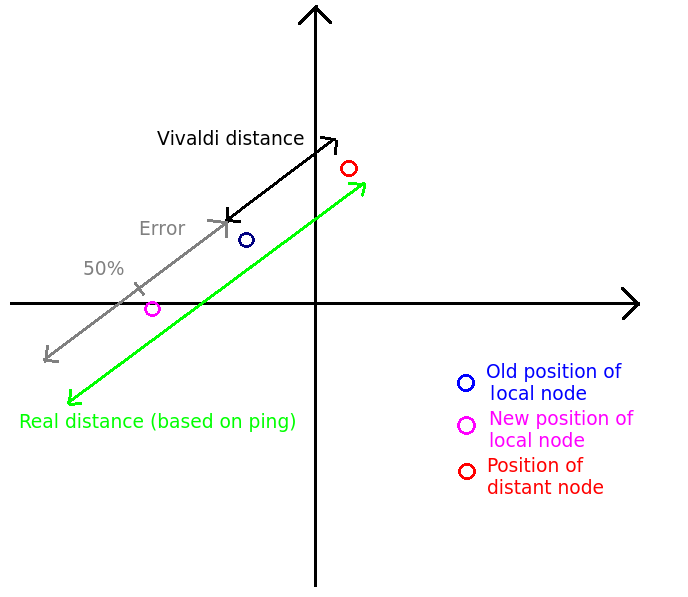 Vivaldi distance
Error
50%
Real distance (based on ping)
Old position of
local node
New position of
local node
Position of
distant node